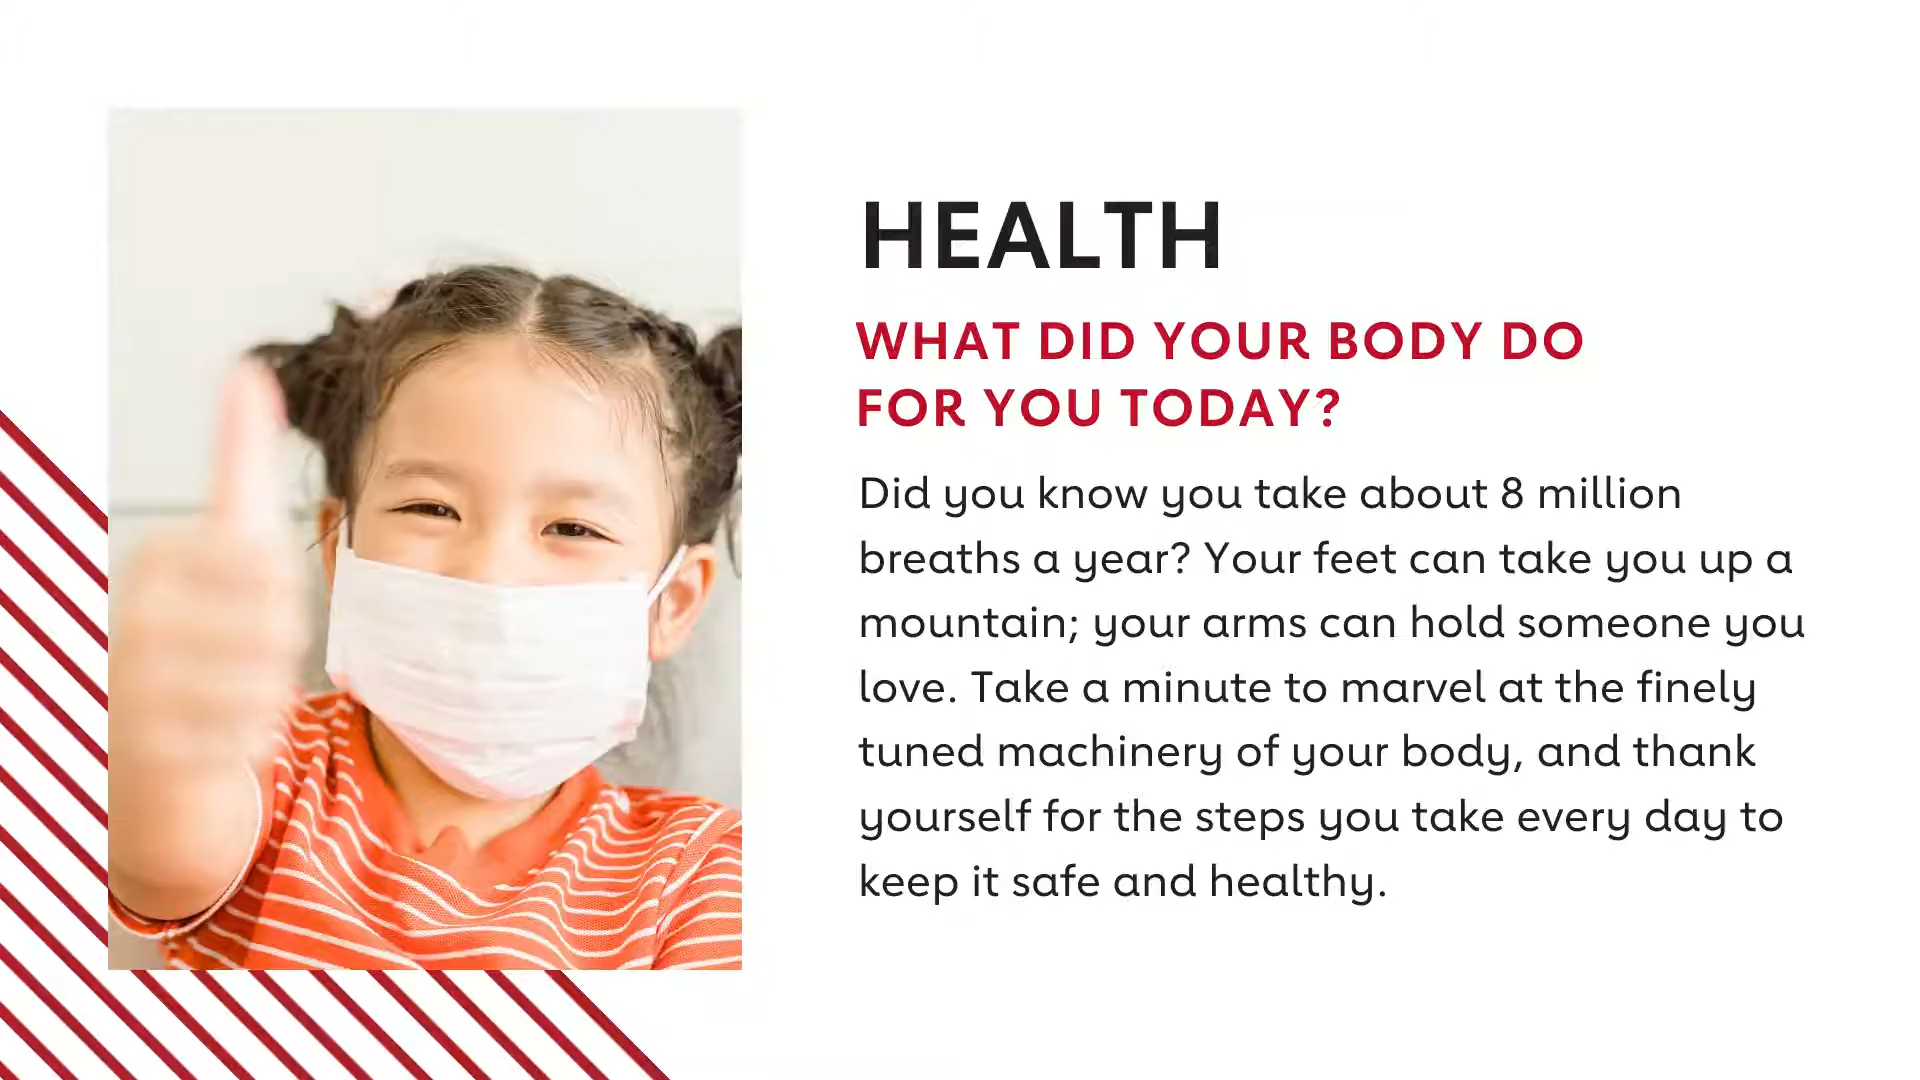 HEALTH
WHAT DID YOUR BODY DO
FOR YOU TODAY?
Did you know you take about 8 million
breaths a year? Your feet can take you up a
mountain; your arms can hold someone you
love. Take a minute to marvel at the finely
tuned machinery of your body, and thank
yourself for the steps you take every day to
keep it safe and healthy.